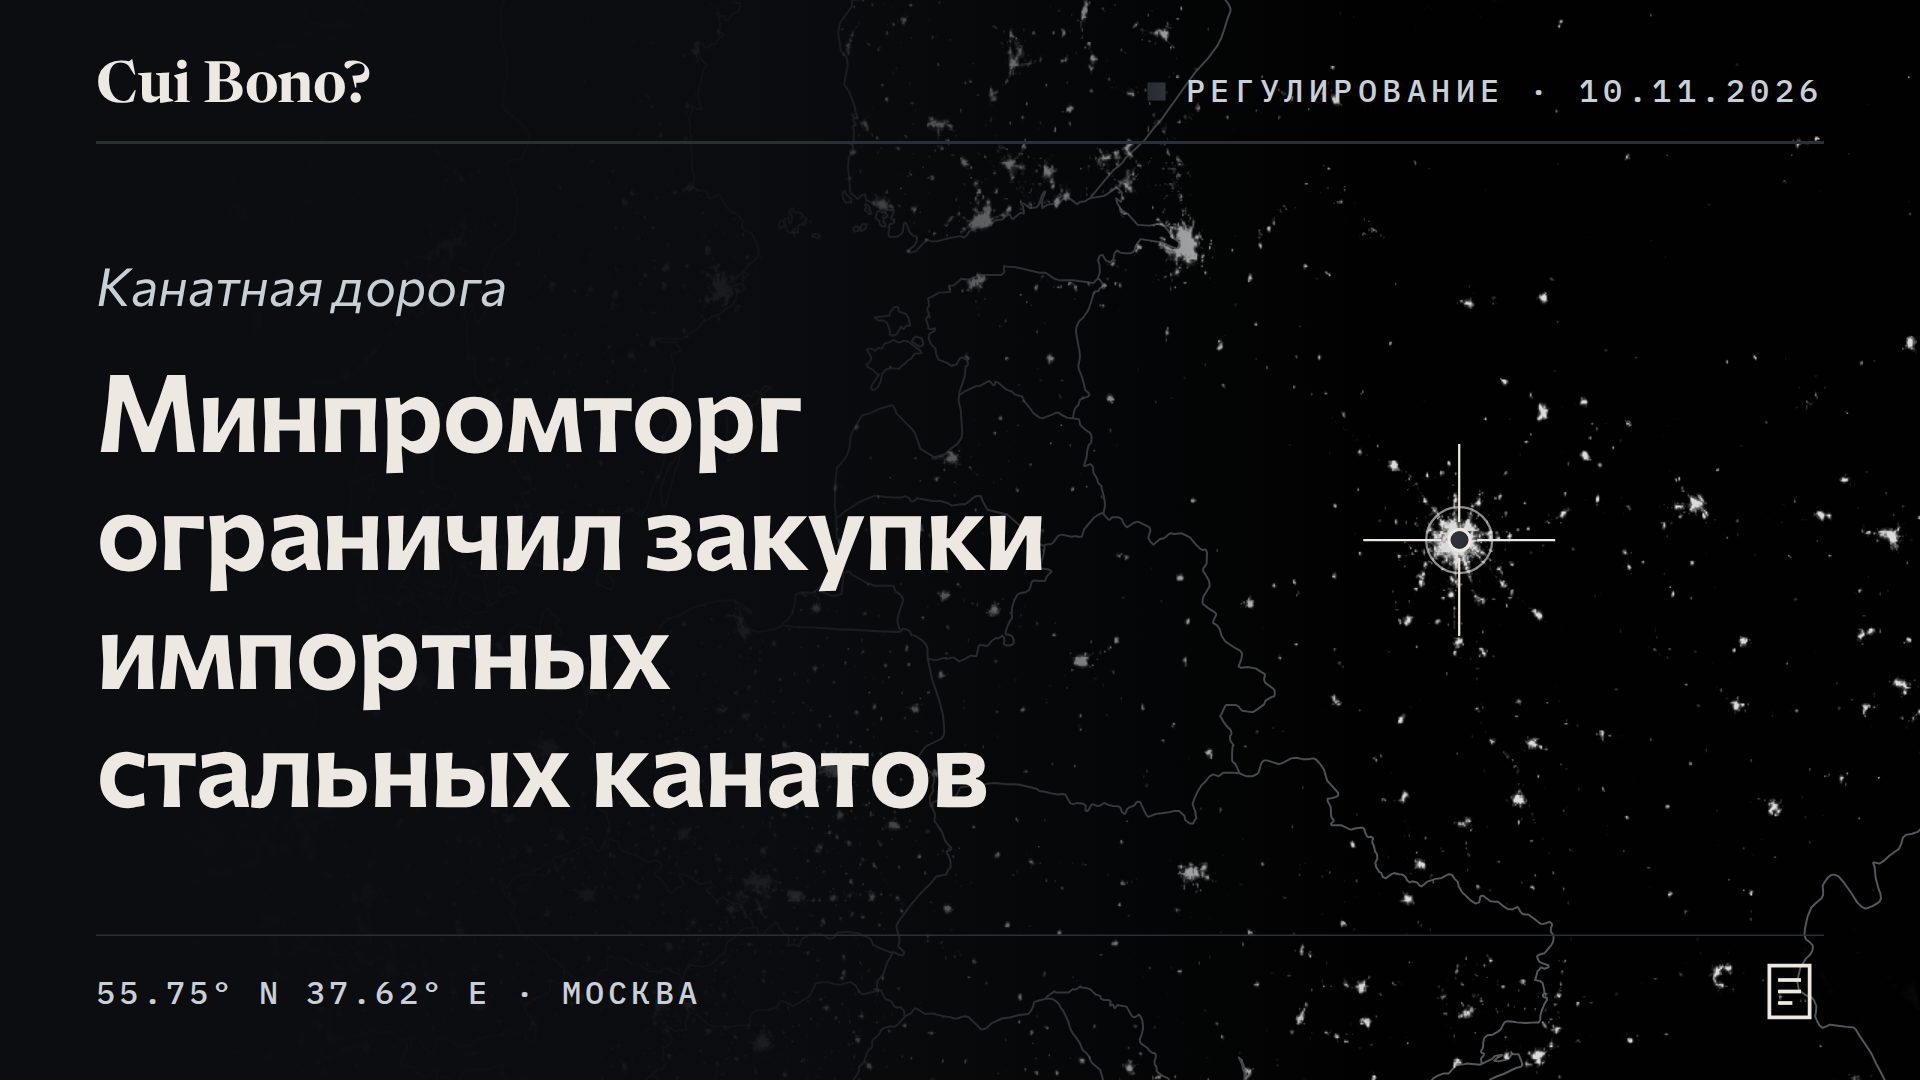 Cui Bono?
РЕГУЛИРОВАНИЕ · 10.11.2026
Канатная дорога
Минпромторг
ограничил закупки
импортных
стальных канатов
55.75° N 37.62° E · МОСКВА